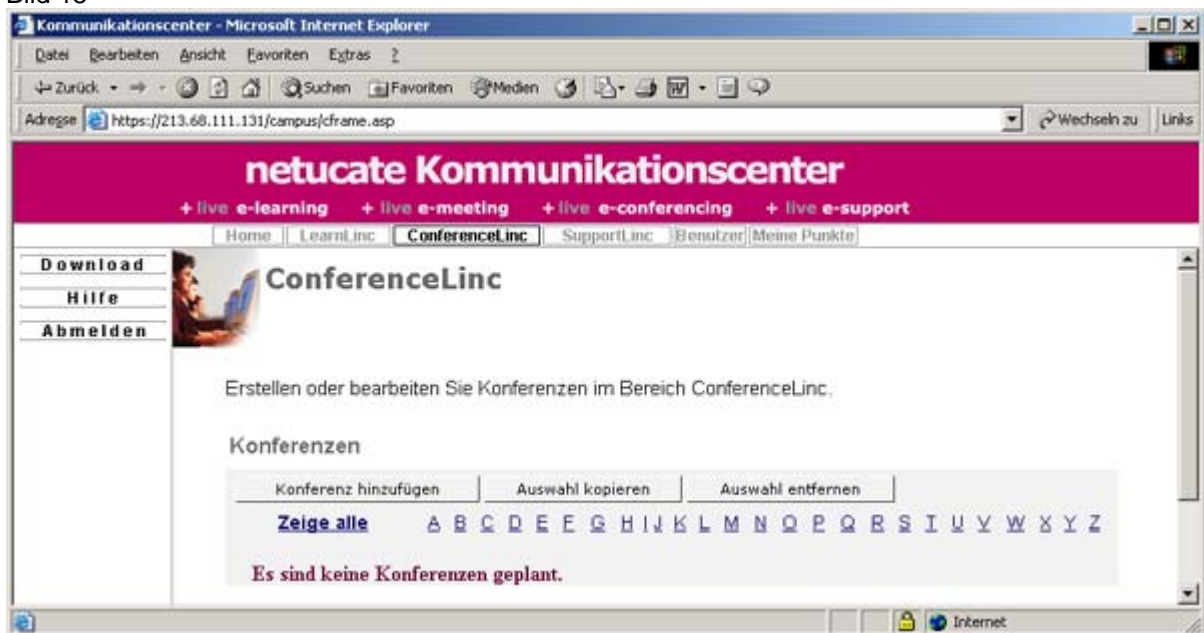 Kommunikationscenter - Microsoft Internet Explorer
Datei Bearbeiten Ansicht Favoriten Extras ?
Zurück Suchen Favoriten Medien
Adresse https://213.68.111.131/campus/cframe.asp Wechseln zu Links
netucate Kommunikationscenter
+ live e-learning + live e-meeting + live e-conferencing + live e-support
Home LearnLinc ConferenceLinc SupportLinc Benutzer Meine Punkte
Download
Hilfe
Abmelden
ConferenceLinc
Erstellen oder bearbeiten Sie Konferenzen im Bereich ConferenceLinc.
Konferenzen
Konferenz hinzufügen Auswahl kopieren Auswahl entfernen
Zeige alle A B C D E F G H I J K L M N O P Q R S T U V W X Y Z
Es sind keine Konferenzen geplant.
Internet